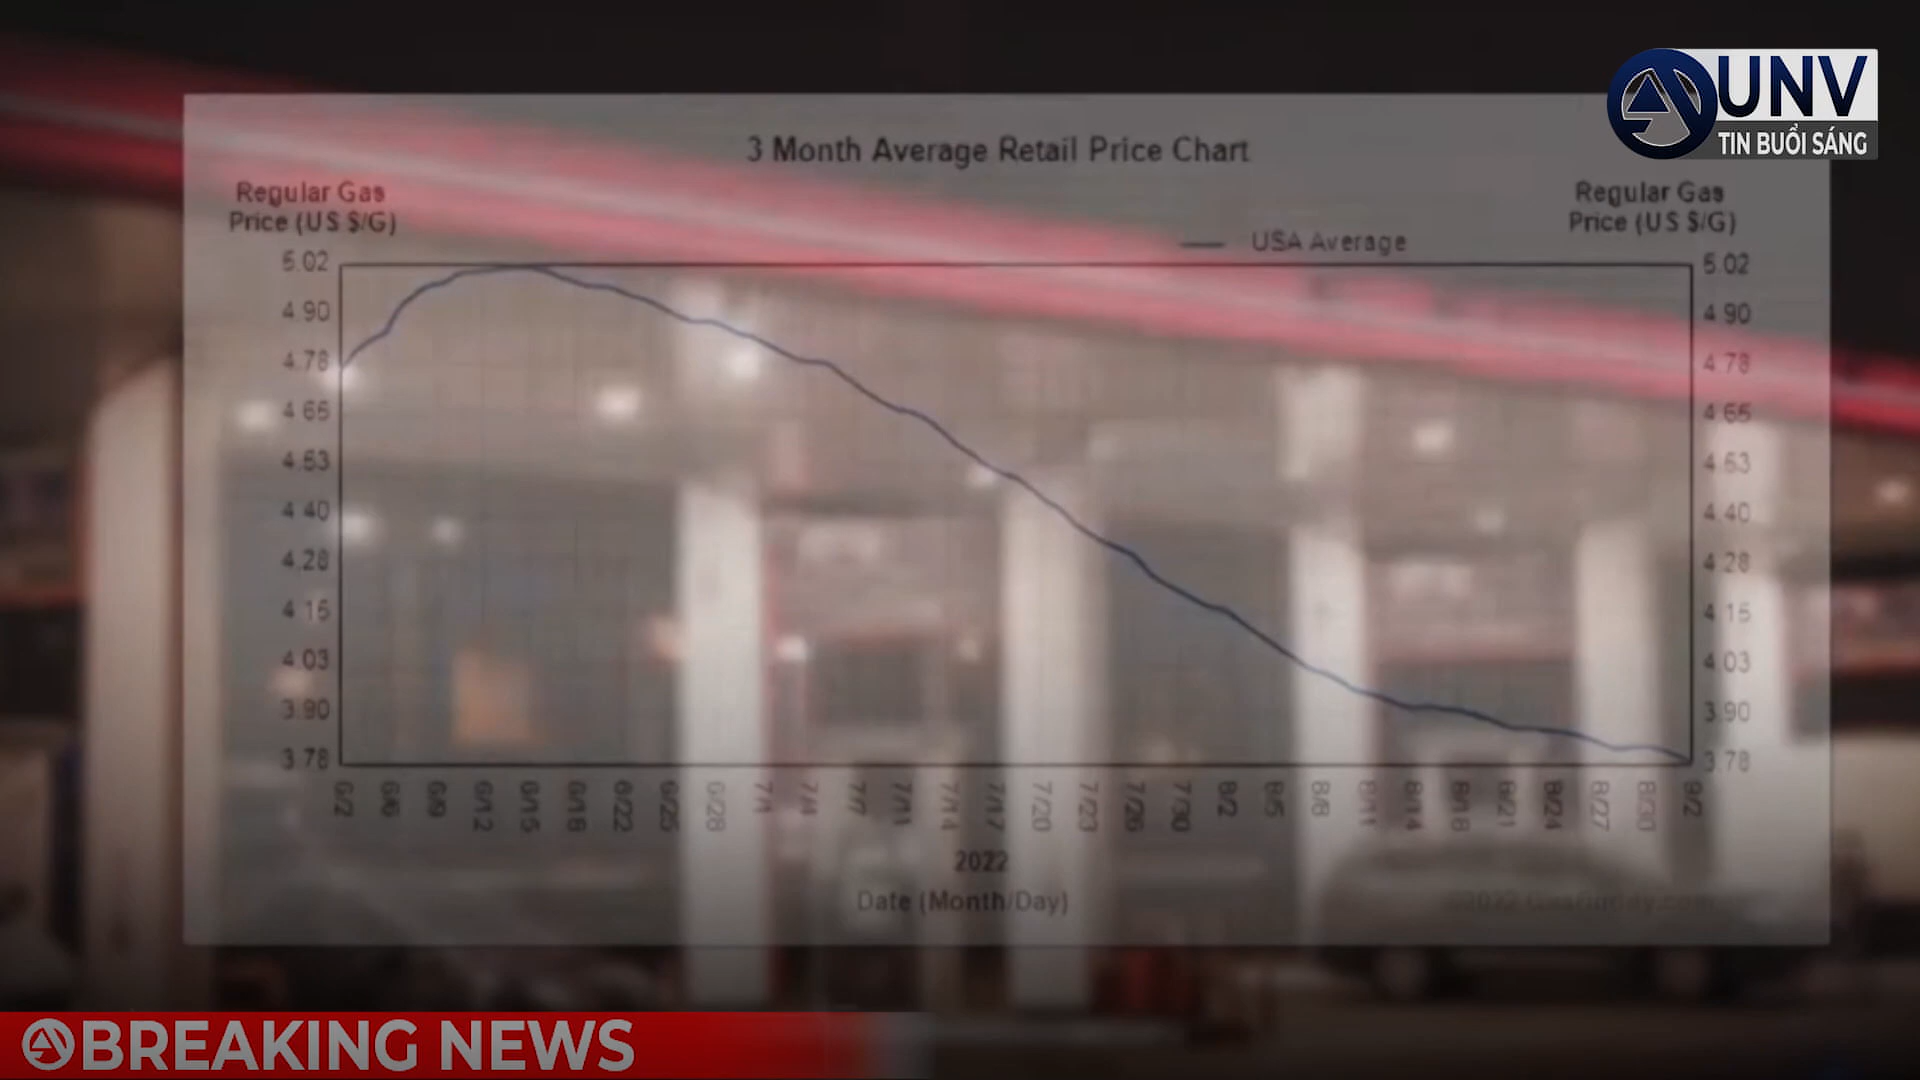 UNV
TIN BUỔI SÁNG
3 Month Average Retail Price Chart
Regular Gas
Price (US $/G)
Regular Gas
Price (US $/G)
USA Average
5.02
4.90
4.78
4.65
4.53
4.40
4.28
4.15
4.03
3.90
3.78
5.02
4.90
4.78
4.65
4.53
4.40
4.28
4.15
4.03
3.90
3.78
6/2 6/6 6/9 6/12 6/15 6/18 6/22 6/25 6/28 7/1 7/4 7/7 7/11 7/14 7/17 7/20 7/23 7/26 7/30 8/2 8/5 8/8 8/11 8/14 8/18 8/21 8/24 8/27 8/30 9/2
2022
Date (Month/Day)
©2022
BREAKING NEWS